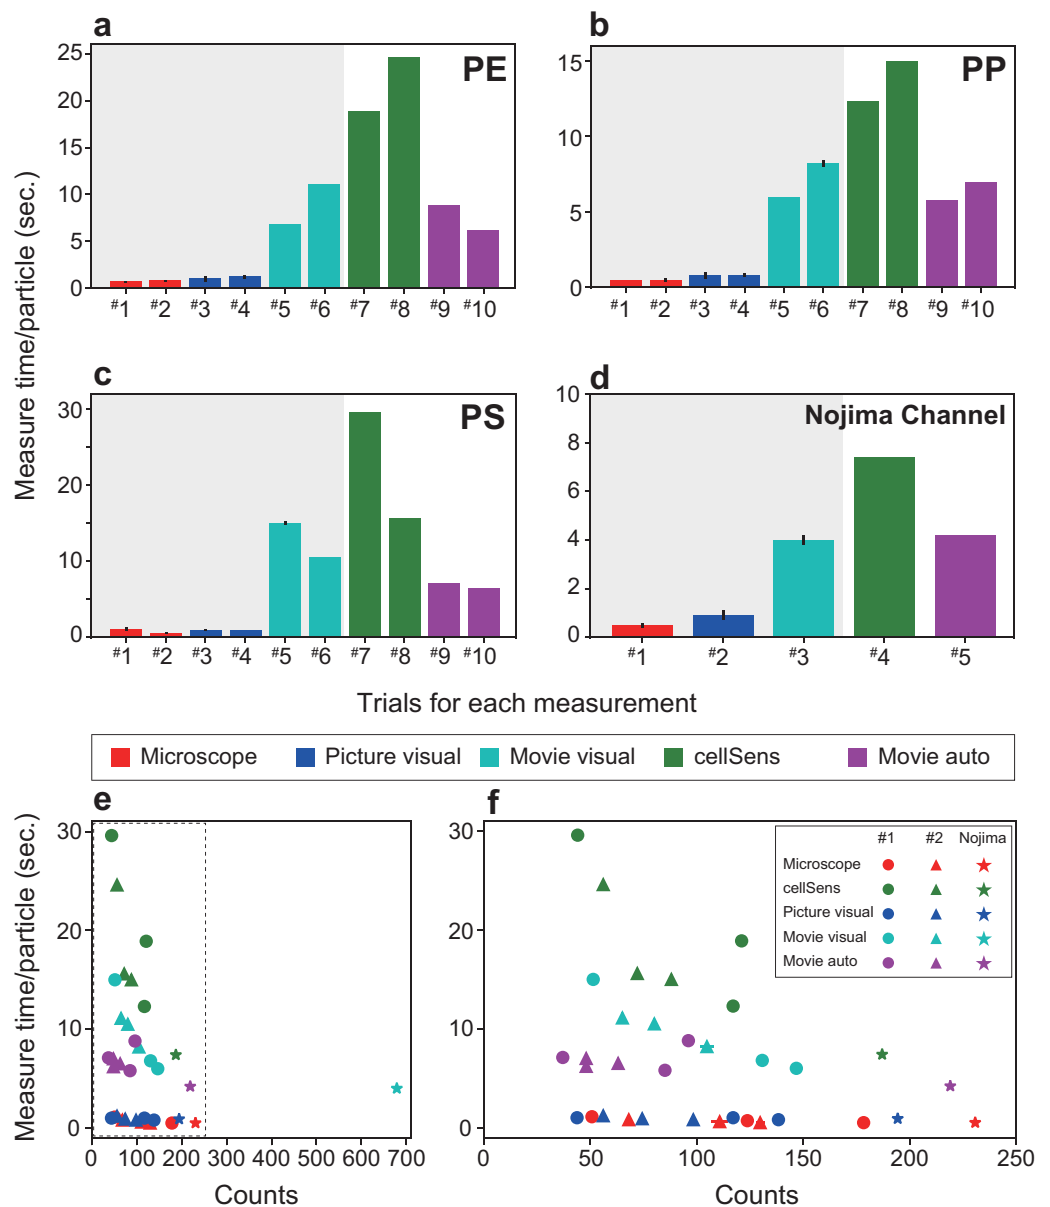 a
b
PE
PP
Measure time/particle (sec.)
25
20
15
10
5
0
#1 #2 #3 #4 #5 #6 #7 #8 #9 #10
15
10
5
0
#1 #2 #3 #4 #5 #6 #7 #8 #9 #10
c
d
PS
Nojima Channel
30
20
10
0
#1 #2 #3 #4 #5 #6 #7 #8 #9 #10
10
8
6
4
2
0
#1 #2 #3 #4 #5
Trials for each measurement
Microscope Picture visual Movie visual cellSens Movie auto
e
f
Measure time/particle (sec.)
30
20
10
0
0 100 200 300 400 500 600 700
Counts
30
20
10
0
0 50 100 150 200 250
Counts
#1 #2 Nojima
Microscope
cellSens
Picture visual
Movie visual
Movie auto